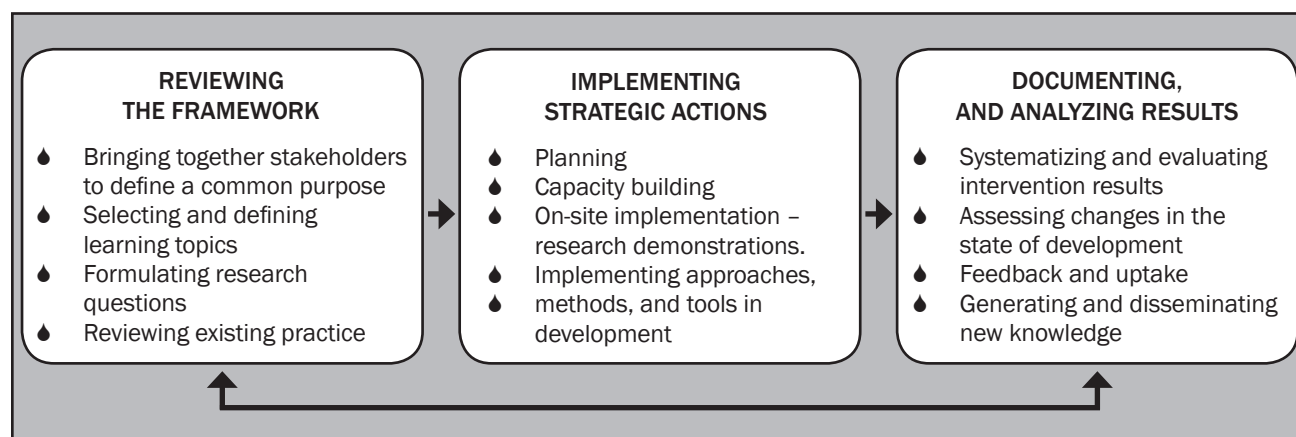 REVIEWING
THE FRAMEWORK
Bringing together stakeholders
to define a common purpose
Selecting and defining
learning topics
Formulating research
questions
Reviewing existing practice
IMPLEMENTING
STRATEGIC ACTIONS
Planning
Capacity building
On-site implementation –
research demonstrations.
Implementing approaches,
methods, and tools in
development
DOCUMENTING,
AND ANALYZING RESULTS
Systematizing and evaluating
intervention results
Assessing changes in the
state of development
Feedback and uptake
Generating and disseminating
new knowledge